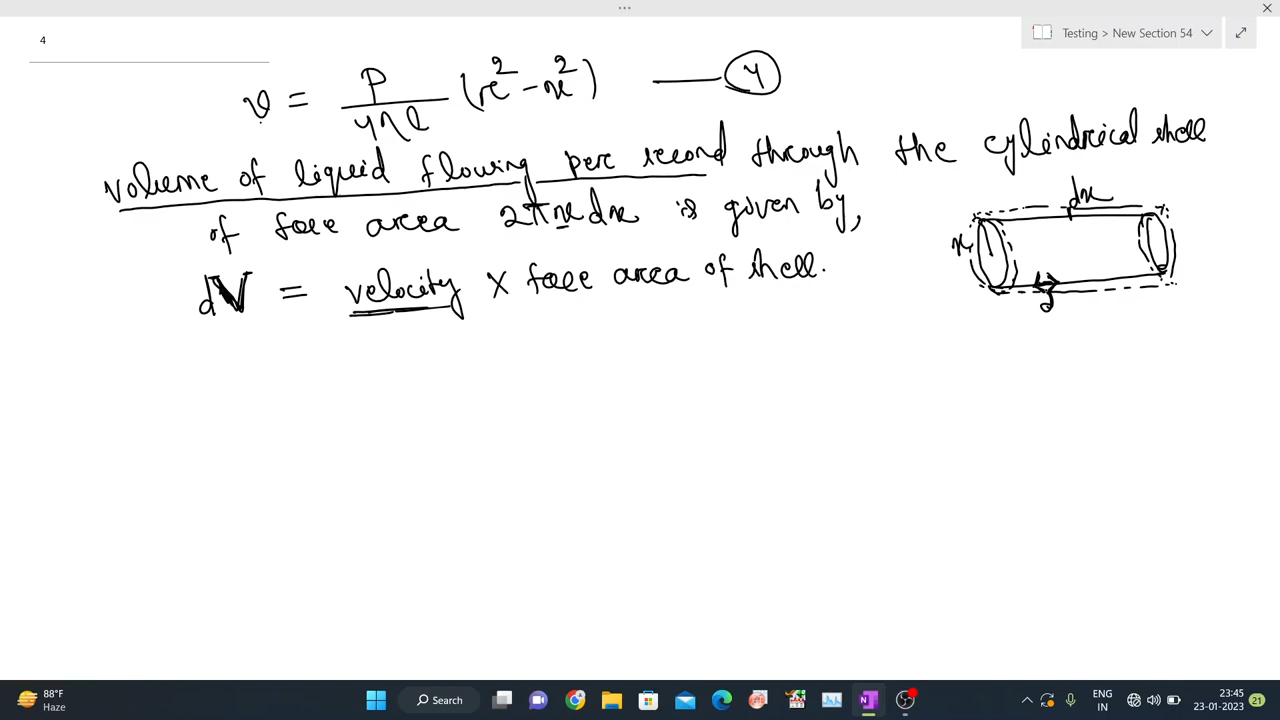 4
Testing > New Section 54
v = P / 4ηl (r² - x²) —— 4
volume of liquid flowing per second through the cylindrical shell
of face area 2πx dx is given by,
dx
x
dV = velocity × face area of shell.
88°F
Haze
Search
ENG
IN
23:45
23-01-2023
21